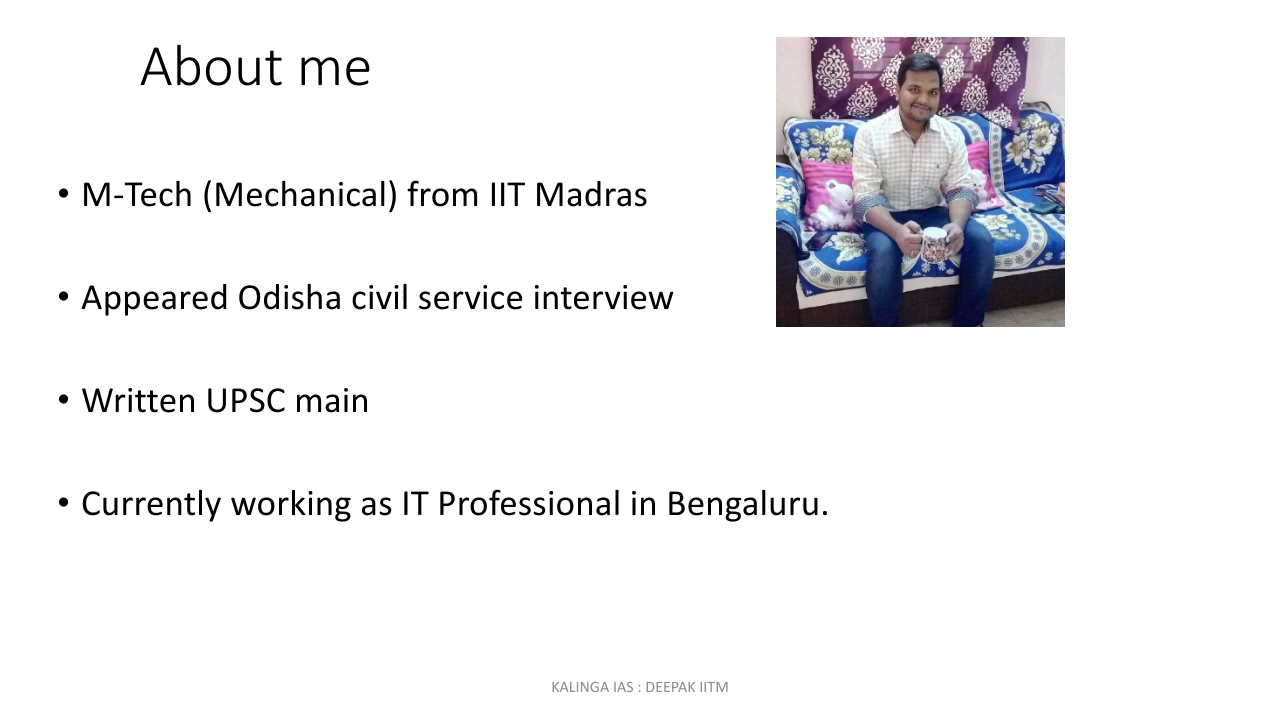 About me
• M-Tech (Mechanical) from IIT Madras
• Appeared Odisha civil service interview
• Written UPSC main
• Currently working as IT Professional in Bengaluru.
KALINGA IAS : DEEPAK IITM